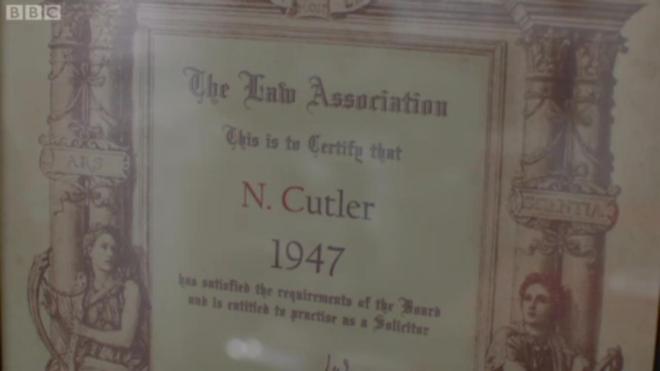 BBC
The Law Association
This is to Certify that
ARS
N. Cutler
1947
has satisfied the requirements of the Board
and is entitled to practise as a Solicitor